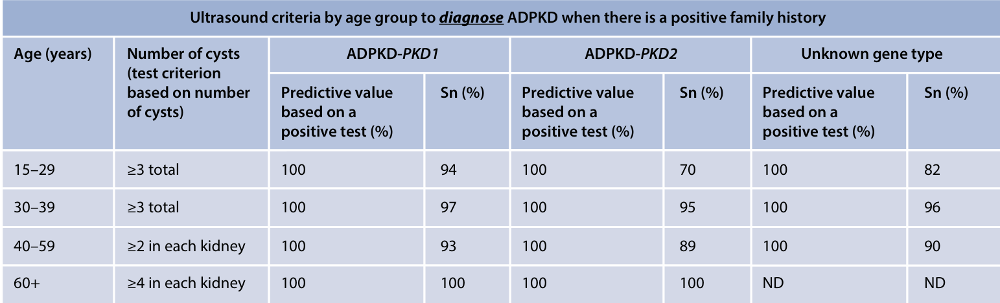 Ultrasound criteria by age group to diagnose ADPKD when there is a positive family history
Age (years)
Number of cysts
(test criterion
based on number
of cysts)
ADPKD-PKD1
ADPKD-PKD2
Unknown gene type
Predictive value
based on a
positive test (%)
Sn (%)
Predictive value
based on a
positive test (%)
Sn (%)
Predictive value
based on a
positive test (%)
Sn (%)
15–29 ≥3 total 100 94 100 70 100 82
30–39 ≥3 total 100 97 100 95 100 96
40–59 ≥2 in each kidney 100 93 100 89 100 90
60+ ≥4 in each kidney 100 100 100 100 ND ND